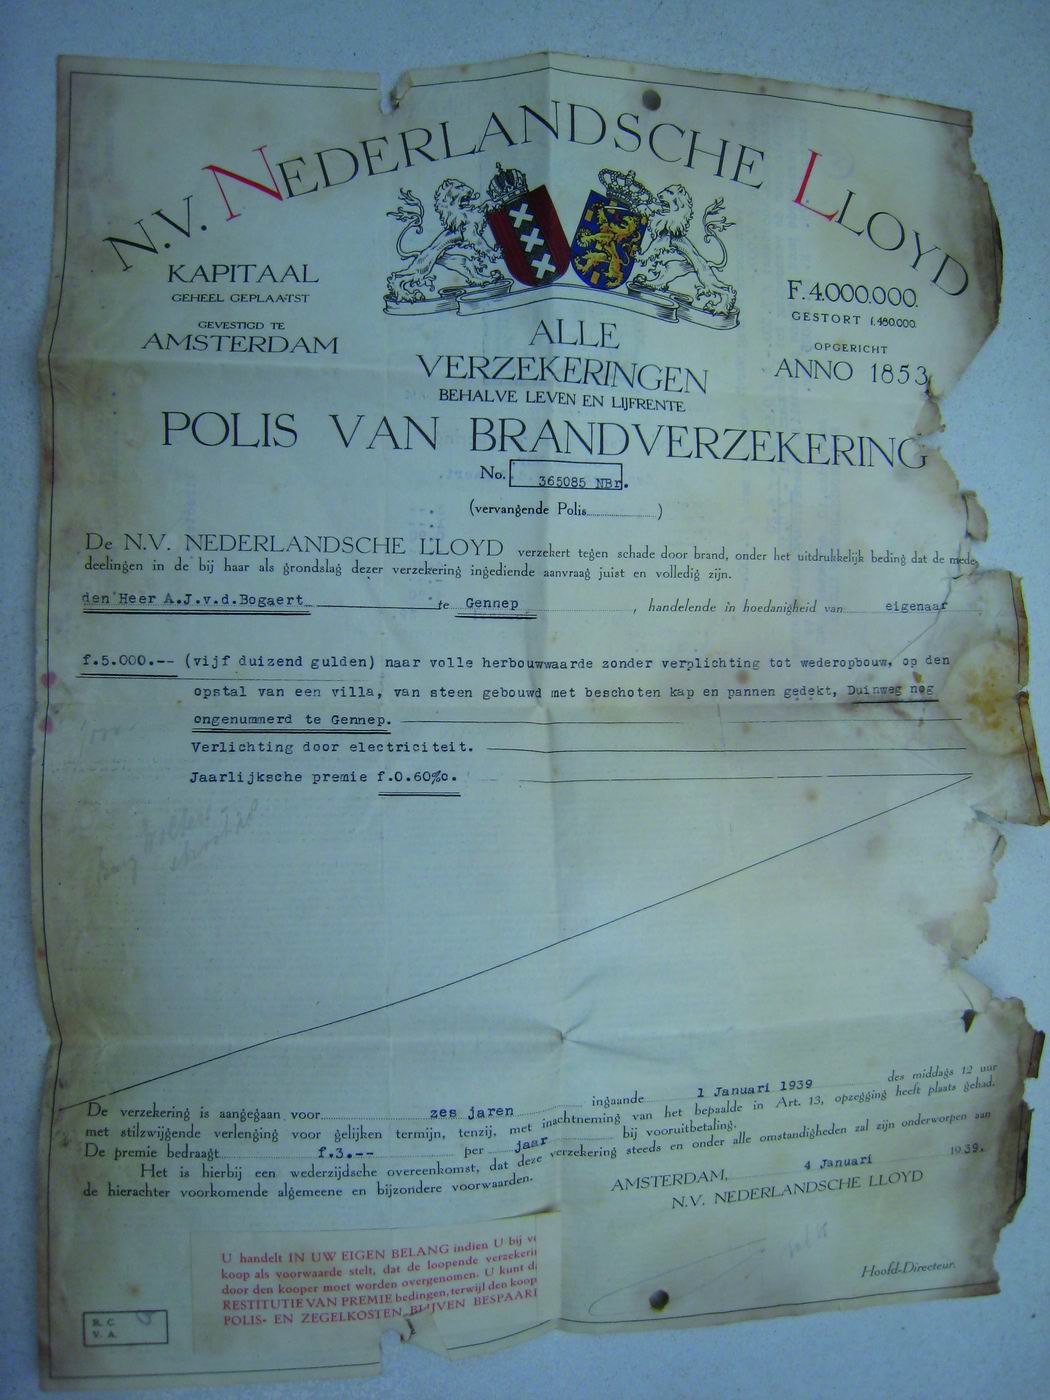 N.V. NEDERLANDSCHE LLOYD
KAPITAAL
GEHEEL GEPLAATST
GEVESTIGD TE
AMSTERDAM
F. 4.000.000.
GESTORT f. 480.000.
OPGERICHT
ANNO 1853
ALLE
VERZEKERINGEN
BEHALVE LEVEN EN LIJFRENTE
POLIS VAN BRANDVERZEKERING
No. 365085 NBr.
(vervangende Polis )
De N.V. NEDERLANDSCHE LLOYD verzekert tegen schade door brand, onder het uitdrukkelijk beding dat de mede-
deelingen in de bij haar als grondslag dezer verzekering ingediende aanvraag juist en volledig zijn.
den Heer A.J.v.d.Bogaert te Gennep , handelende in hoedanigheid van eigenaar
f.5.000.-- (vijf duizend gulden) naar volle herbouwwaarde zonder verplichting tot wederopbouw, op den
opstal van een villa, van steen gebouwd met beschoten kap en pannen gedekt, Duinweg nog
ongenummerd te Gennep.
Verlichting door electriciteit.
Jaarlijksche premie f.0.60%o.
De verzekering is aangegaan voor zes jaren ingaande 1 Januari 1939 des middags 12 uur
met stilzwijgende verlenging voor gelijken termijn, tenzij, met inachtneming van het bepaalde in Art. 13, opzegging heeft plaats gehad.
De premie bedraagt f.3.-- per jaar bij vooruitbetaling.
Het is hierbij een wederzijdsche overeenkomst, dat deze verzekering steeds en onder alle omstandigheden zal zijn onderworpen aan
de hierachter voorkomende algemeene en bijzondere voorwaarden.
AMSTERDAM, 4 Januari 1939.
N.V. NEDERLANDSCHE LLOYD
Hoofd-Directeur.
U handelt IN UW EIGEN BELANG indien U bij
koop als voorwaarde stelt, dat de loopende
door den kooper moet worden overgenomen. U kunt
RESTITUTIE VAN PREMIE bedingen, terwijl den
POLIS- EN ZEGELKOSTEN BLIJVEN
R. C.
V. A.